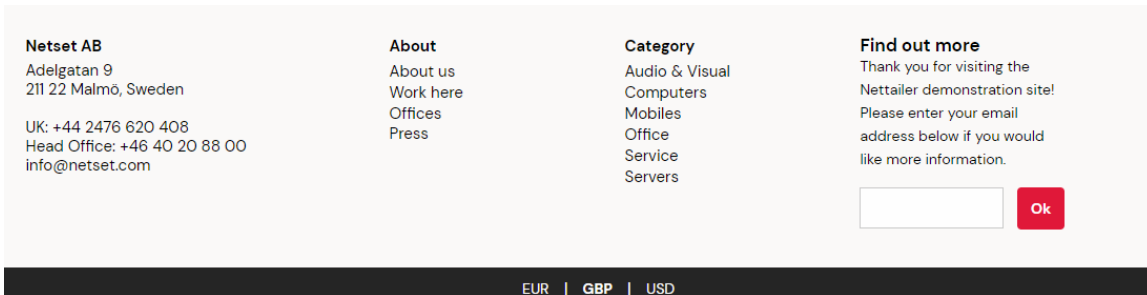 Netset AB
Adelgatan 9
211 22 Malmö, Sweden
UK: +44 2476 620 408
Head Office: +46 40 20 88 00
info@netset.com
About
About us
Work here
Offices
Press
Category
Audio & Visual
Computers
Mobiles
Office
Service
Servers
Find out more
Thank you for visiting the
Nettailer demonstration site!
Please enter your email
address below if you would
like more information.
Ok
EUR | GBP | USD